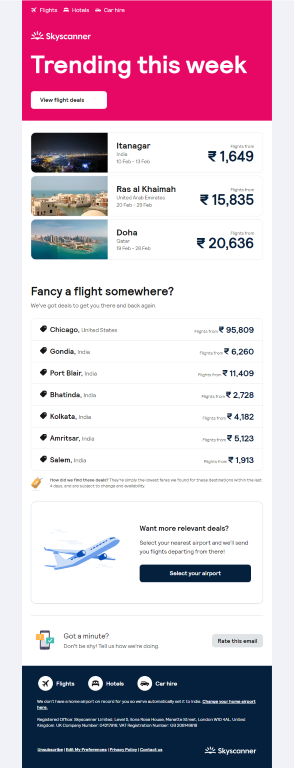 Flights Hotels Car hire
Skyscanner
Trending this week
View flight deals
Itanagar
India
10 Feb - 13 Feb
Flights from
₹ 1,649
Ras al Khaimah
United Arab Emirates
20 Feb - 29 Feb
Flights from
₹ 15,835
Doha
Qatar
19 Feb - 28 Feb
Flights from
₹ 20,636
Fancy a flight somewhere?
We've got deals to get you there and back again.
Chicago, United States Flights from ₹ 95,809
Gondia, India Flights from ₹ 6,260
Port Blair, India Flights from ₹ 11,409
Bhatinda, India Flights from ₹ 2,728
Kolkata, India Flights from ₹ 4,182
Amritsar, India Flights from ₹ 5,123
Salem, India Flights from ₹ 1,913
How did we find these deals? They're simply the lowest fares we found for these destinations within the last
4 days, and are subject to change and availability.
Want more relevant deals?
Select your nearest airport and we'll send
you flights departing from there!
Select your airport
Got a minute?
Don't be shy! Tell us how we're doing
Rate this email
Flights Hotels Car hire
We don't have a home airport on record for you so we've automatically set it to India. Change your home airport
here.
Registered Office: Skyscanner Limited, Level 5, Ilona Rose House, Manette Street, London W1D 4AL, United
Kingdom. UK Company Number: 04217916; VAT Registration Number: GB 208148618
Unsubscribe | Edit My Preferences | Privacy Policy | Contact us
Skyscanner